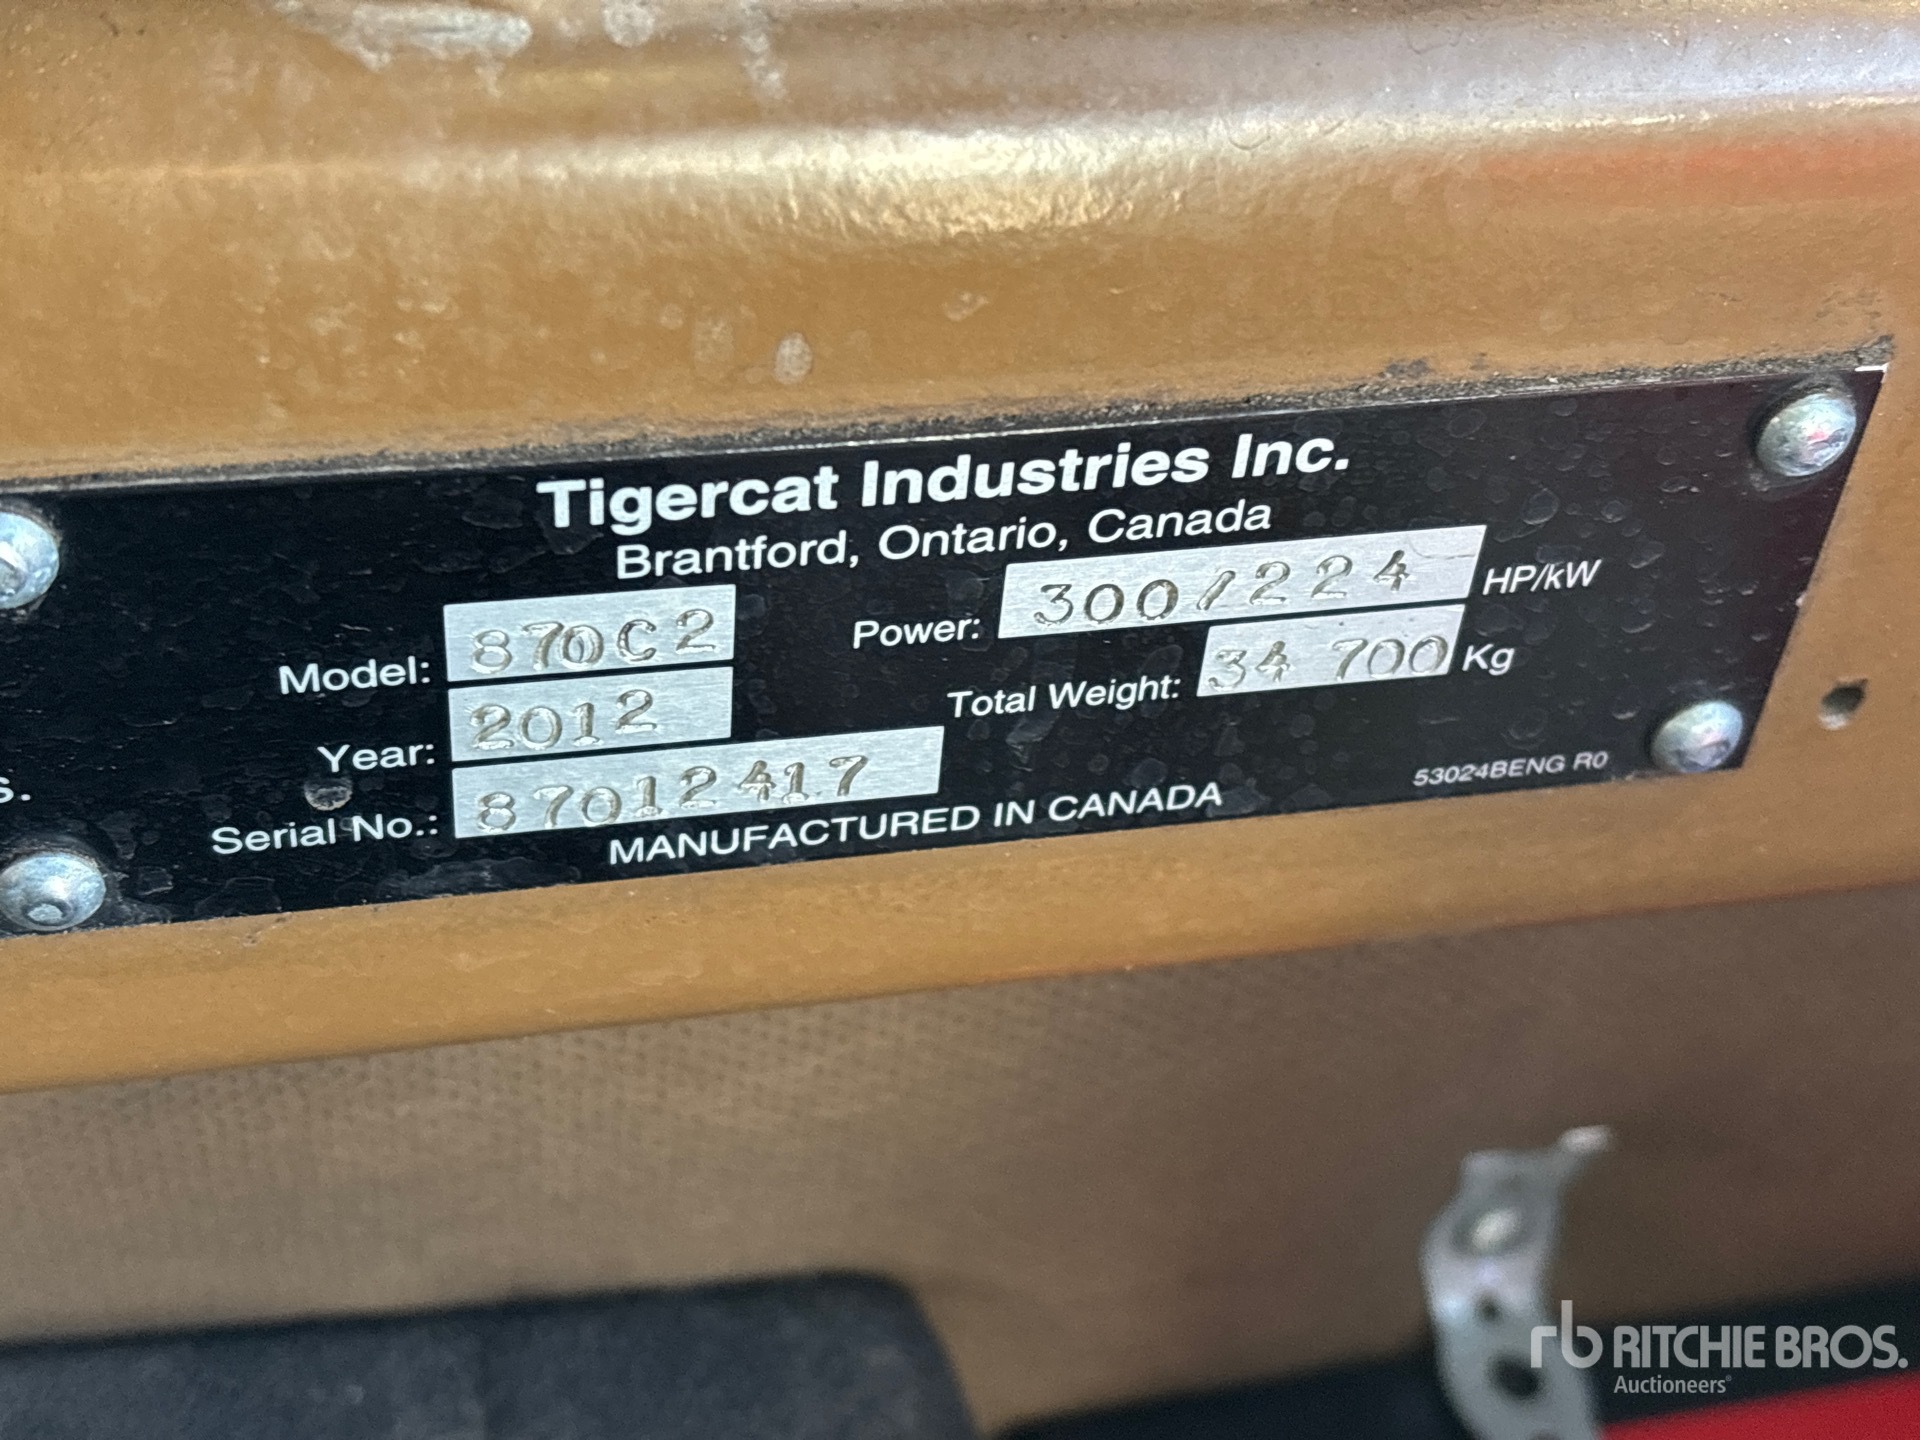 Tigercat Industries Inc.
Brantford, Ontario, Canada
Model: 870C2
Power: 300/224 HP/kW
Year: 2012
Total Weight: 34 700 Kg
s.
Serial No.: 87012417
53024BENG R0
MANUFACTURED IN CANADA
rb RITCHIE BROS.
Auctioneers